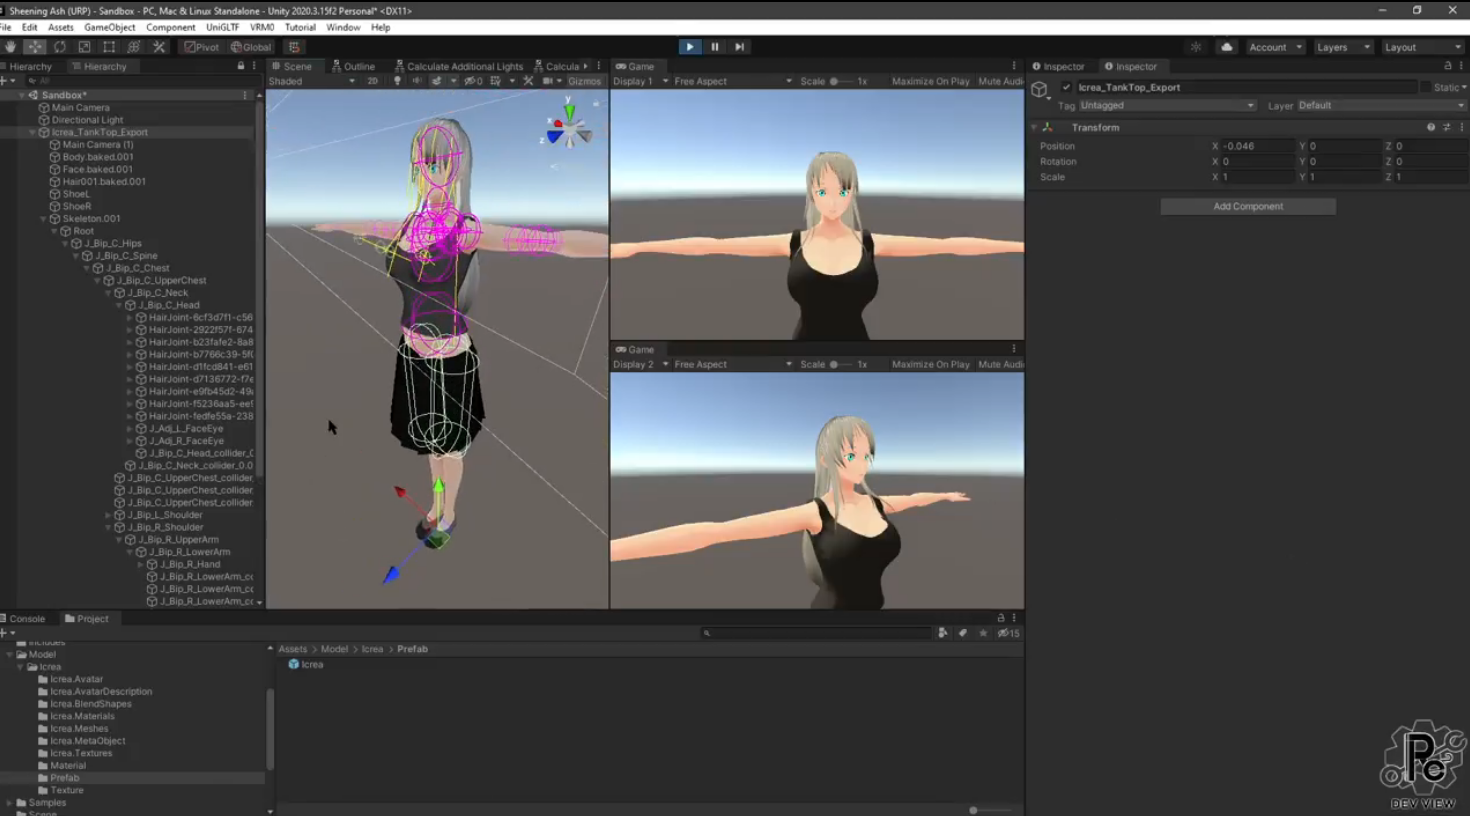 Sheening Ash (URP) - Sandbox - PC, Mac & Linux Standalone - Unity 2020.3.15f2 Personal* <DX11>
File Edit Assets GameObject Component UniGLTF VRM0 Tutorial Window Help
Pivot Global Account Layers Layout
Hierarchy Hierarchy
All
Sandbox*
Main Camera
Directional Light
Icrea_TankTop_Export
Main Camera (1)
Body.baked.001
Face.baked.001
Hair001.baked.001
ShoeL
ShoeR
Skeleton.001
Root
J_Bip_C_Hips
J_Bip_C_Spine
J_Bip_C_Chest
J_Bip_C_UpperChest
J_Bip_C_Neck
J_Bip_C_Head
HairJoint-6cf3d7f1-c56
HairJoint-2922f57f-674
HairJoint-b23fafe2-8a8
HairJoint-b7766c39-5f0
HairJoint-d1fcd841-e61
HairJoint-d7136772-f7e
HairJoint-e9fb45d2-49a
HairJoint-f5236aa5-eef
HairJoint-fedfe55a-238
J_Adj_L_FaceEye
J_Adj_R_FaceEye
J_Bip_C_Head_collider_0
J_Bip_C_Neck_collider_0.0
J_Bip_C_UpperChest_collider
J_Bip_C_UpperChest_collider
J_Bip_C_UpperChest_collider
J_Bip_L_Shoulder
J_Bip_R_Shoulder
J_Bip_R_UpperArm
J_Bip_R_LowerArm
J_Bip_R_Hand
J_Bip_R_LowerArm_co
J_Bip_R_LowerArm_co
J_Bip_R_LowerArm_co
Scene Outline Calculate Additional Lights Calcula
Shaded 2D 0 Gizmos
y
x
z
Game
Display 1 Free Aspect Scale 1x Maximize On Play Mute Audi
Game
Display 2 Free Aspect Scale 1x Maximize On Play Mute Audi
Inspector Inspector
Icrea_TankTop_Export Static
Tag Untagged Layer Default
Transform
Position X -0.046 Y 0 Z 0
Rotation X 0 Y 0 Z 0
Scale X 1 Y 1 Z 1
Add Component
Console Project
15
Includes
Model
Icrea
Icrea.Avatar
Icrea.AvatarDescription
Icrea.BlendShapes
Icrea.Materials
Icrea.Meshes
Icrea.MetaObject
Icrea.Textures
Material
Prefab
Texture
Samples
Scene
Assets > Model > Icrea > Prefab
Icrea
DEV VIEW